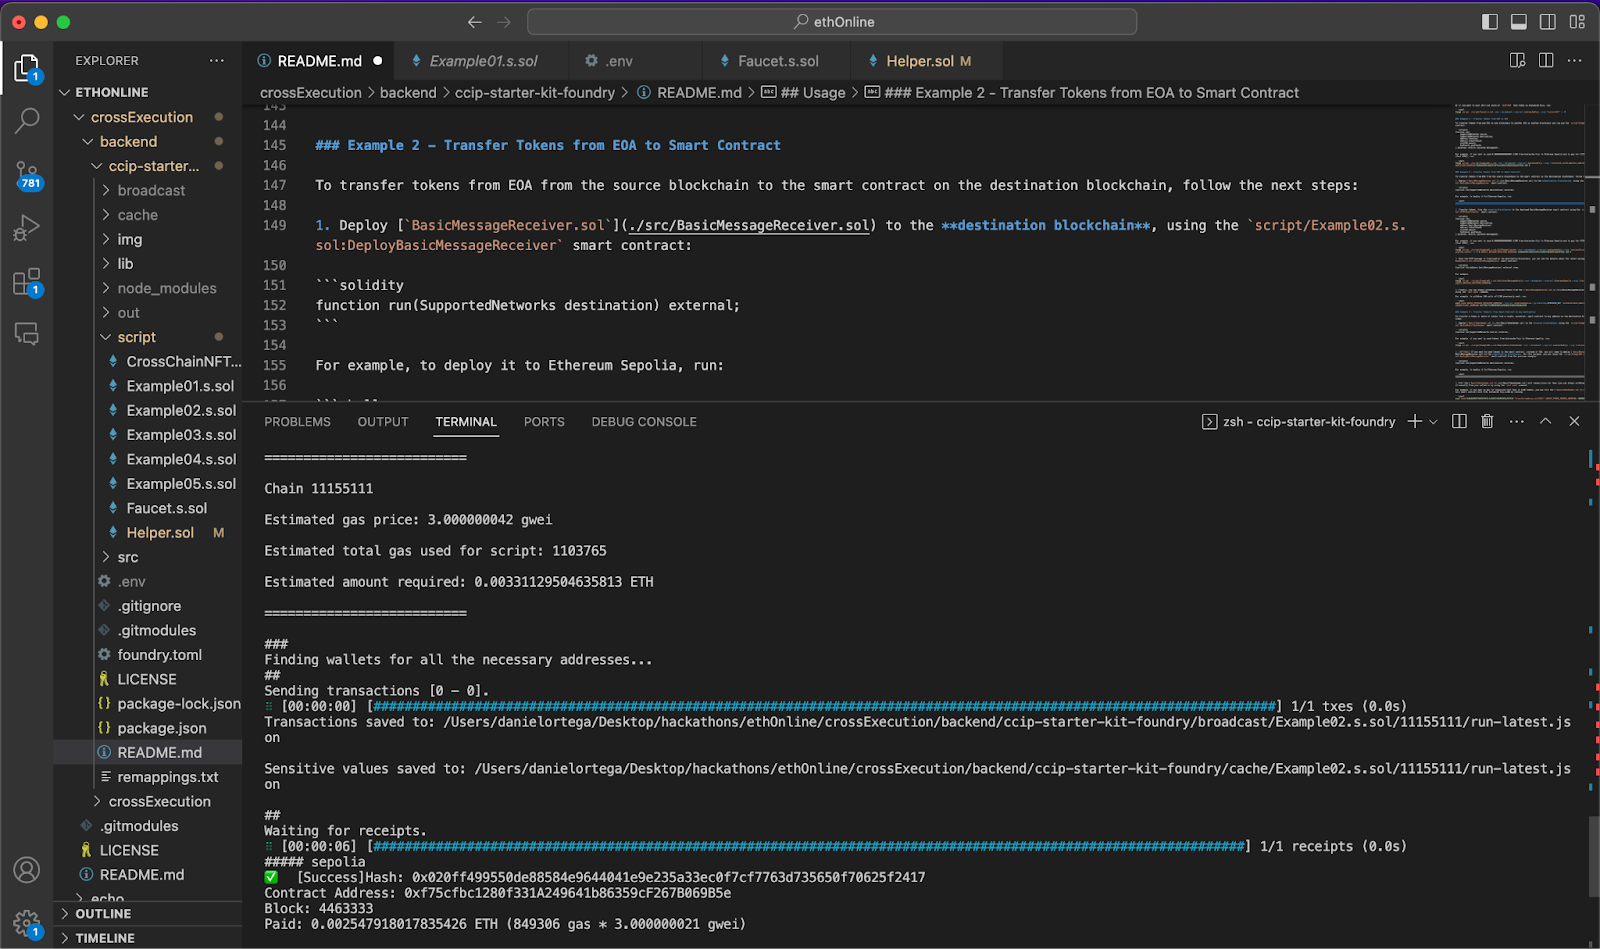 ethOnline
EXPLORER
README.md
Example01.s.sol
.env
Faucet.s.sol
Helper.sol M
crossExecution > backend > ccip-starter-kit-foundry > README.md > ## Usage > ### Example 2 - Transfer Tokens from EOA to Smart Contract
1
781
1
1
ETHONLINE
crossExecution
backend
ccip-starter...
broadcast
cache
img
lib
node_modules
out
script
CrossChainNFT...
Example01.s.sol
Example02.s.sol
Example03.s.sol
Example04.s.sol
Example05.s.sol
Faucet.s.sol
Helper.sol M
src
.env
.gitignore
.gitmodules
foundry.toml
LICENSE
package-lock.json
package.json
README.md
remappings.txt
crossExecution
.gitmodules
LICENSE
README.md
echo
OUTLINE
TIMELINE
143
144
145 ### Example 2 - Transfer Tokens from EOA to Smart Contract
146
147 To transfer tokens from EOA from the source blockchain to the smart contract on the destination blockchain, follow the next steps:
148
149 1. Deploy [`BasicMessageReceiver.sol`](./src/BasicMessageReceiver.sol) to the **destination blockchain**, using the `script/Example02.s.
sol:DeployBasicMessageReceiver` smart contract:
150
151 ```solidity
152 function run(SupportedNetworks destination) external;
153 ```
154
155 For example, to deploy it to Ethereum Sepolia, run:
156
PROBLEMS OUTPUT TERMINAL PORTS DEBUG CONSOLE
zsh - ccip-starter-kit-foundry
==========================
Chain 11155111
Estimated gas price: 3.000000042 gwei
Estimated total gas used for script: 1103765
Estimated amount required: 0.00331129504635813 ETH
==========================
###
Finding wallets for all the necessary addresses...
##
Sending transactions [0 - 0].
[00:00:00] [################################################################################################################] 1/1 txes (0.0s)
Transactions saved to: /Users/danielortega/Desktop/hackathons/ethOnline/crossExecution/backend/ccip-starter-kit-foundry/broadcast/Example02.s.sol/11155111/run-latest.js
on
Sensitive values saved to: /Users/danielortega/Desktop/hackathons/ethOnline/crossExecution/backend/ccip-starter-kit-foundry/cache/Example02.s.sol/11155111/run-latest.js
on
##
Waiting for receipts.
[00:00:06] [################################################################################################################] 1/1 receipts (0.0s)
##### sepolia
✅ [Success]Hash: 0x020ff499550de88584e9644041e9e235a33ec0f7cf7763d735650f70625f2417
Contract Address: 0xf75cfbc1280f331A249641b86359cF267B069B5e
Block: 4463333
Paid: 0.002547918017835426 ETH (849306 gas * 3.000000021 gwei)